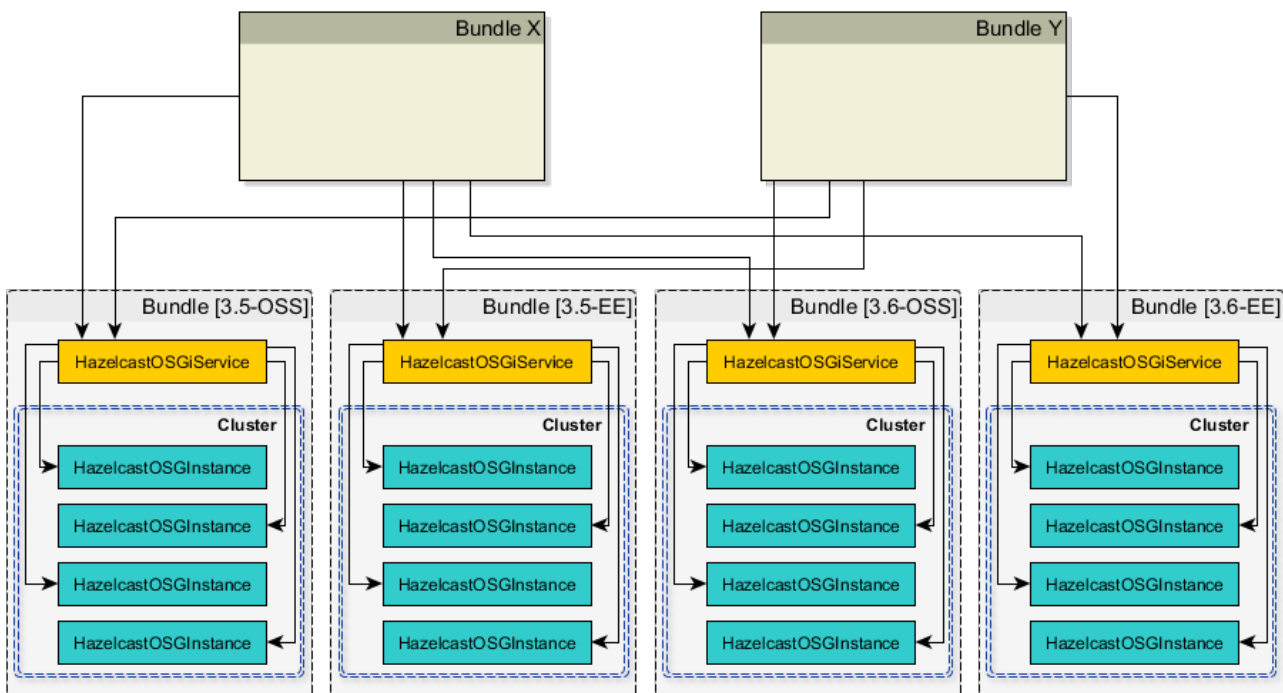 Bundle X
Bundle Y
Bundle [3.5-OSS]
HazelcastOSGiService
Cluster
HazelcastOSGInstance
HazelcastOSGInstance
HazelcastOSGInstance
HazelcastOSGInstance
Bundle [3.5-EE]
HazelcastOSGiService
Cluster
HazelcastOSGInstance
HazelcastOSGInstance
HazelcastOSGInstance
HazelcastOSGInstance
Bundle [3.6-OSS]
HazelcastOSGiService
Cluster
HazelcastOSGInstance
HazelcastOSGInstance
HazelcastOSGInstance
HazelcastOSGInstance
Bundle [3.6-EE]
HazelcastOSGiService
Cluster
HazelcastOSGInstance
HazelcastOSGInstance
HazelcastOSGInstance
HazelcastOSGInstance